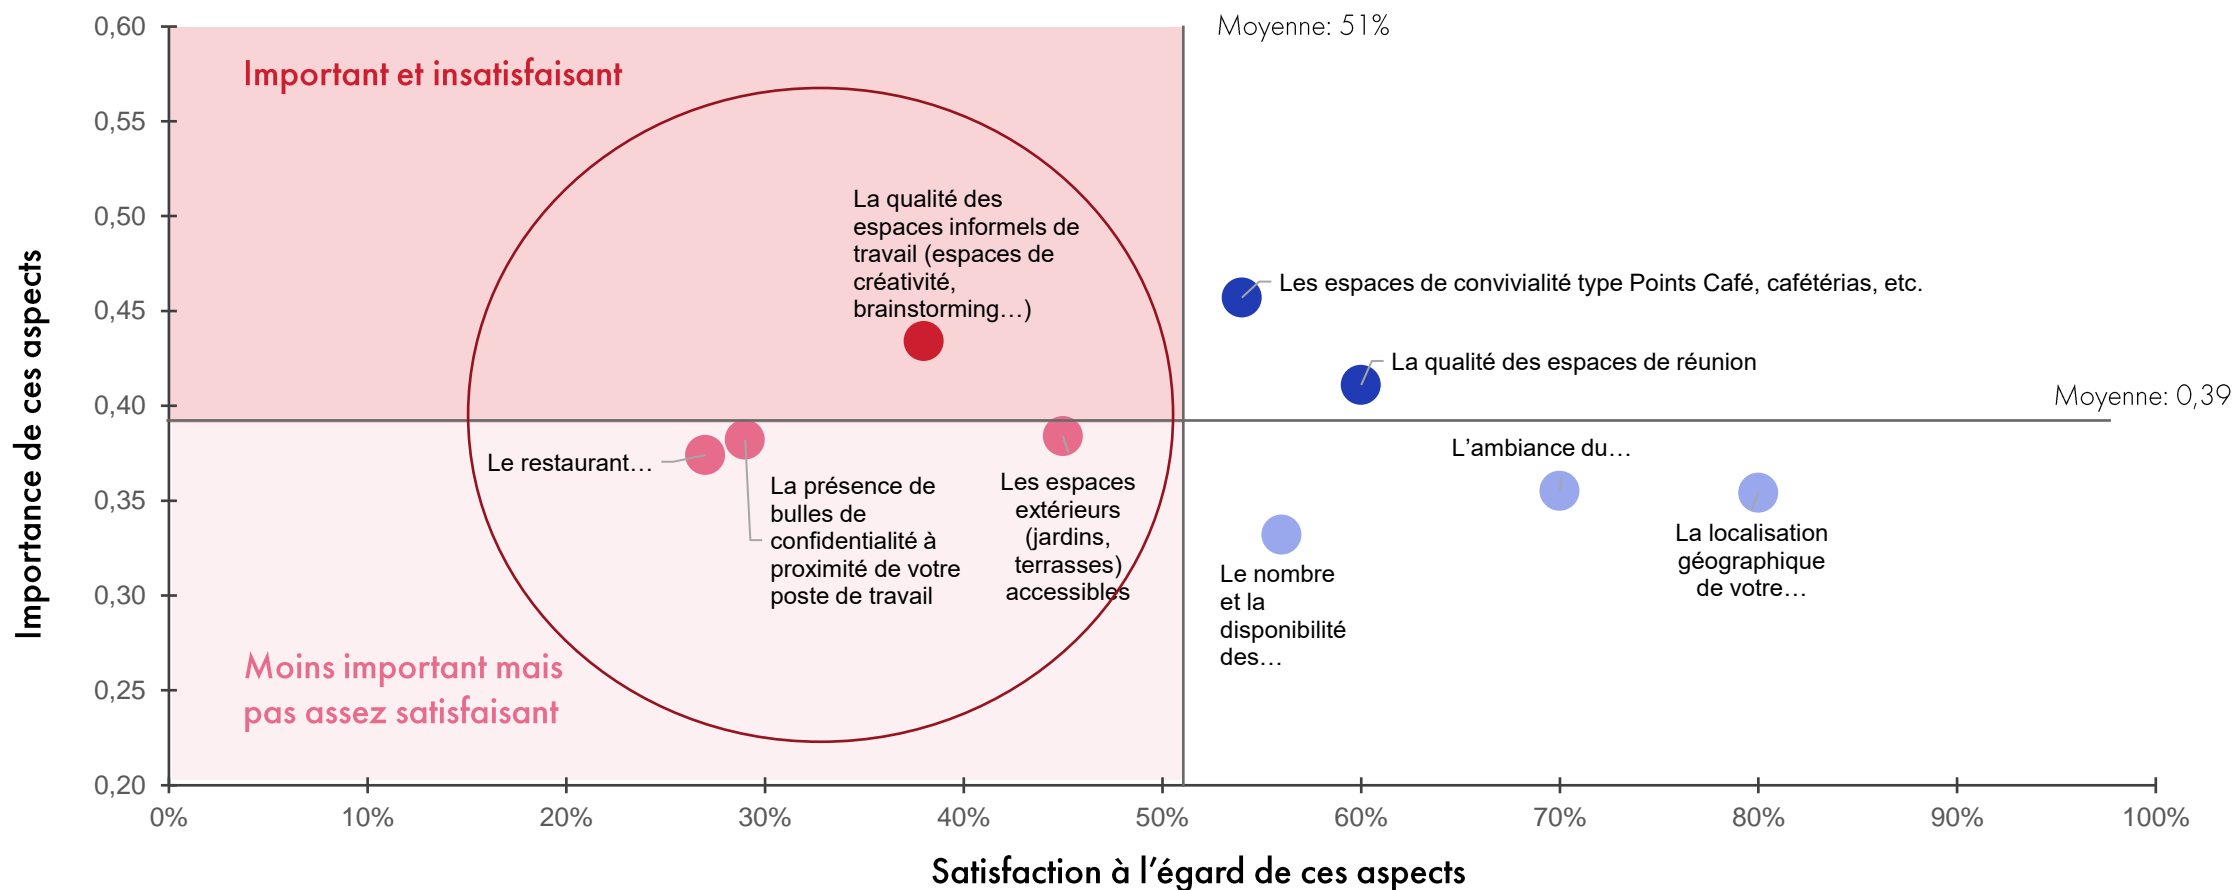 Moyenne: 51%
0,60
0,55
0,50
0,45
0,40
0,35
0,30
0,25
0,20
Importance de ces aspects
Important et insatisfaisant
La qualité des
espaces informels de
travail (espaces de
créativité,
brainstorming…)
Les espaces de convivialité type Points Café, cafétérias, etc.
La qualité des espaces de réunion
Moyenne: 0,39
Le restaurant…
La présence de
bulles de
confidentialité à
proximité de votre
poste de travail
Les espaces
extérieurs
(jardins,
terrasses)
accessibles
L’ambiance du…
La localisation
géographique
de votre…
Le nombre
et la
disponibilité
des…
Moins important mais
pas assez satisfaisant
0%
10%
20%
30%
40%
50%
60%
70%
80%
90%
100%
Satisfaction à l’égard de ces aspects